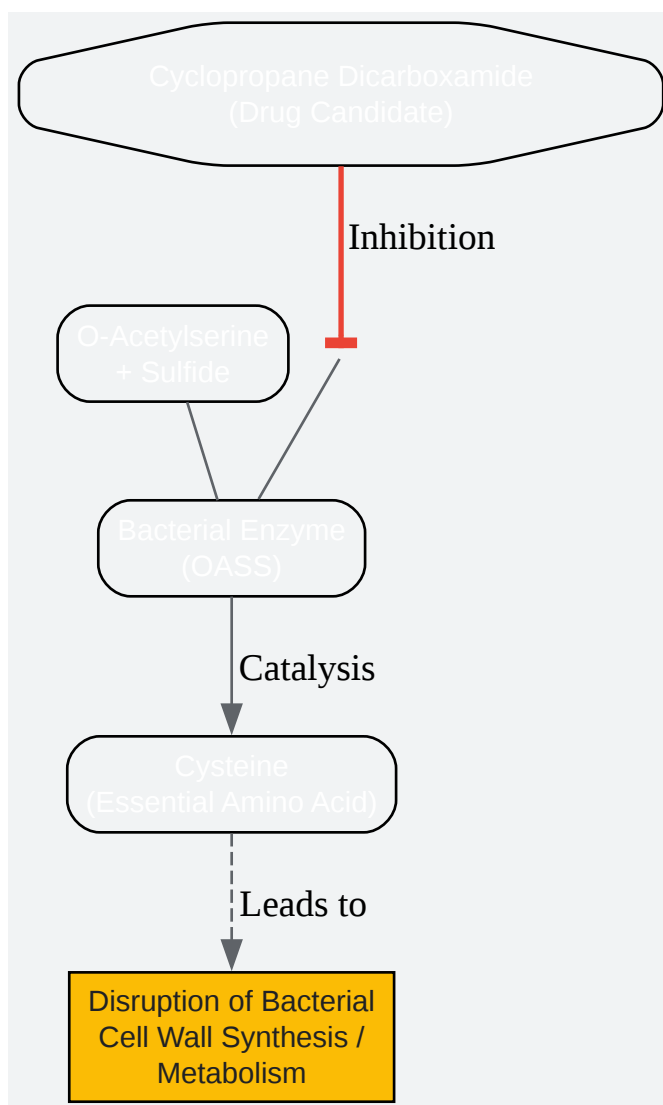 Cyclopropane Dicarboxamide
(Drug Candidate)
Inhibition
O-Acetylserine
+ Sulfide
Bacterial Enzyme
(OASS)
Catalysis
Cysteine
(Essential Amino Acid)
Leads to
Disruption of Bacterial
Cell Wall Synthesis /
Metabolism